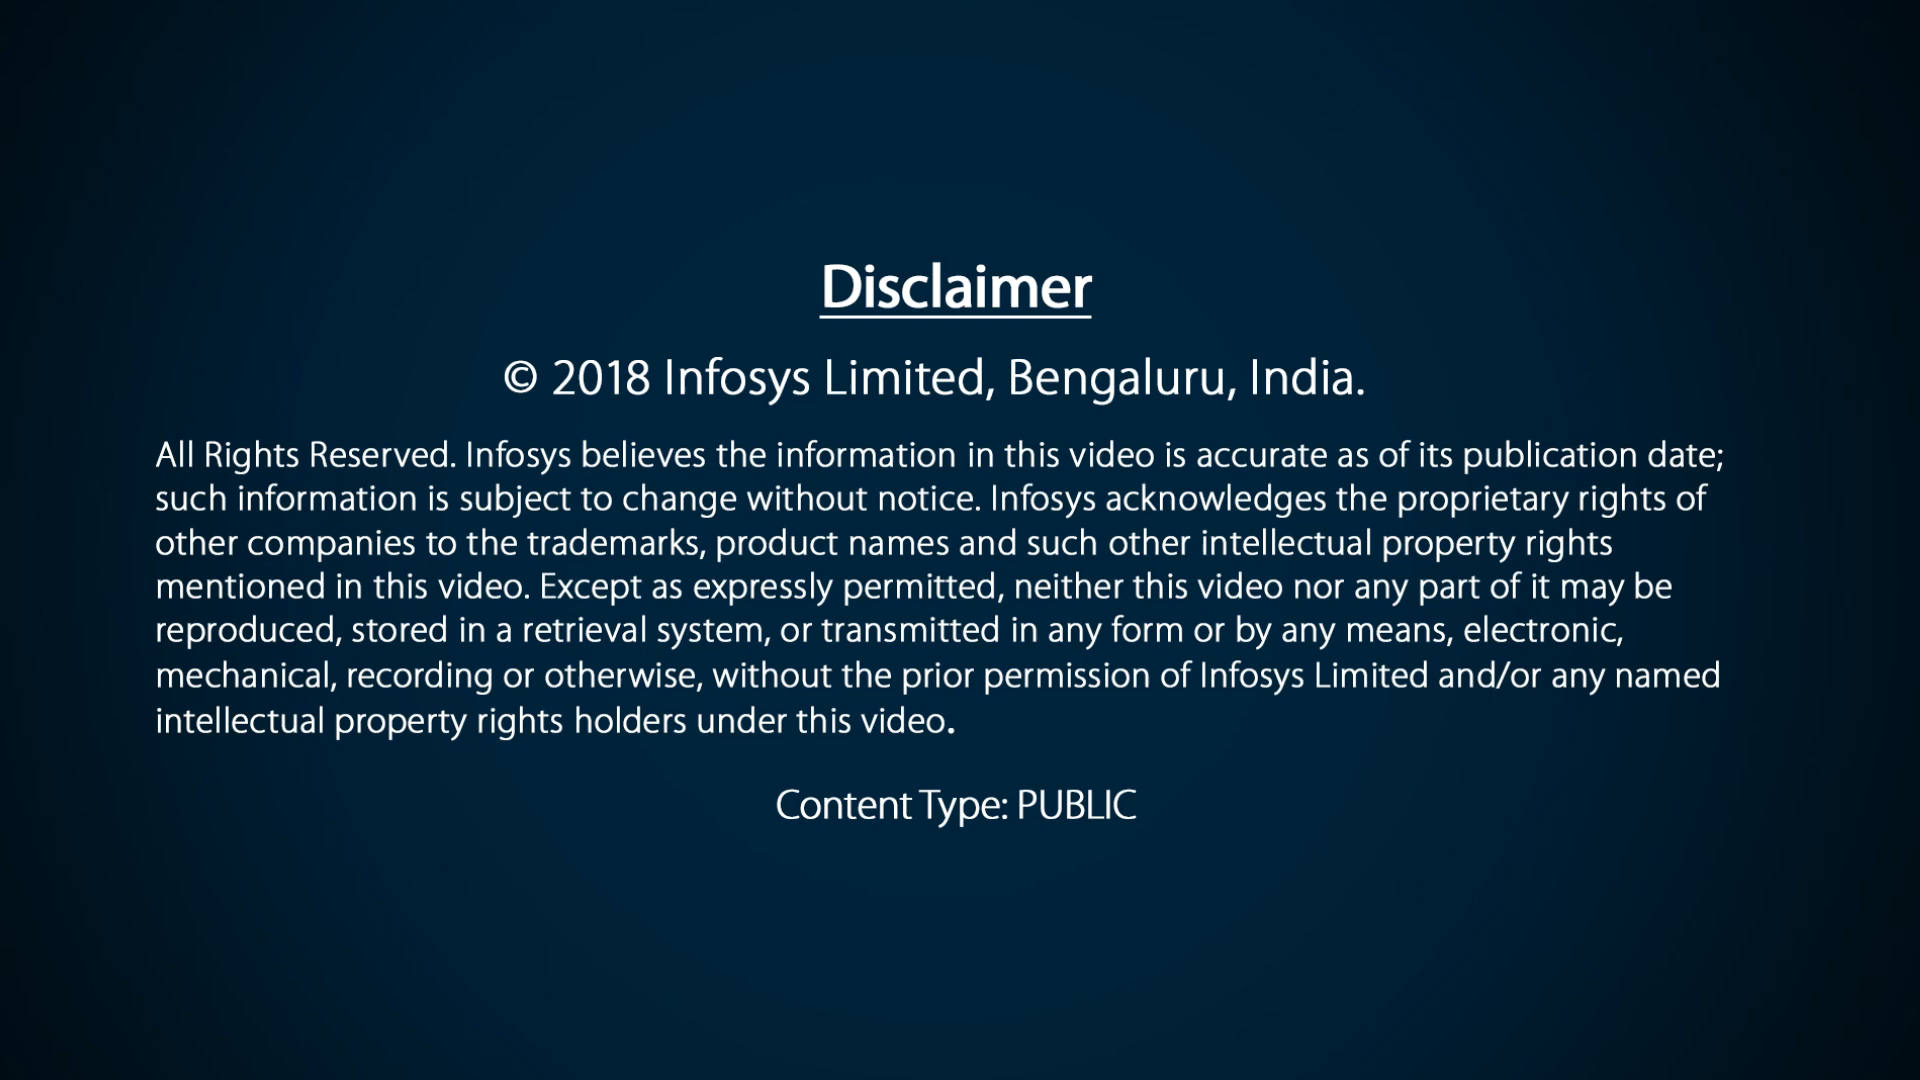 Disclaimer
© 2018 Infosys Limited, Bengaluru, India.
All Rights Reserved. Infosys believes the information in this video is accurate as of its publication date;
such information is subject to change without notice. Infosys acknowledges the proprietary rights of
other companies to the trademarks, product names and such other intellectual property rights
mentioned in this video. Except as expressly permitted, neither this video nor any part of it may be
reproduced, stored in a retrieval system, or transmitted in any form or by any means, electronic,
mechanical, recording or otherwise, without the prior permission of Infosys Limited and/or any named
intellectual property rights holders under this video.
Content Type: PUBLIC